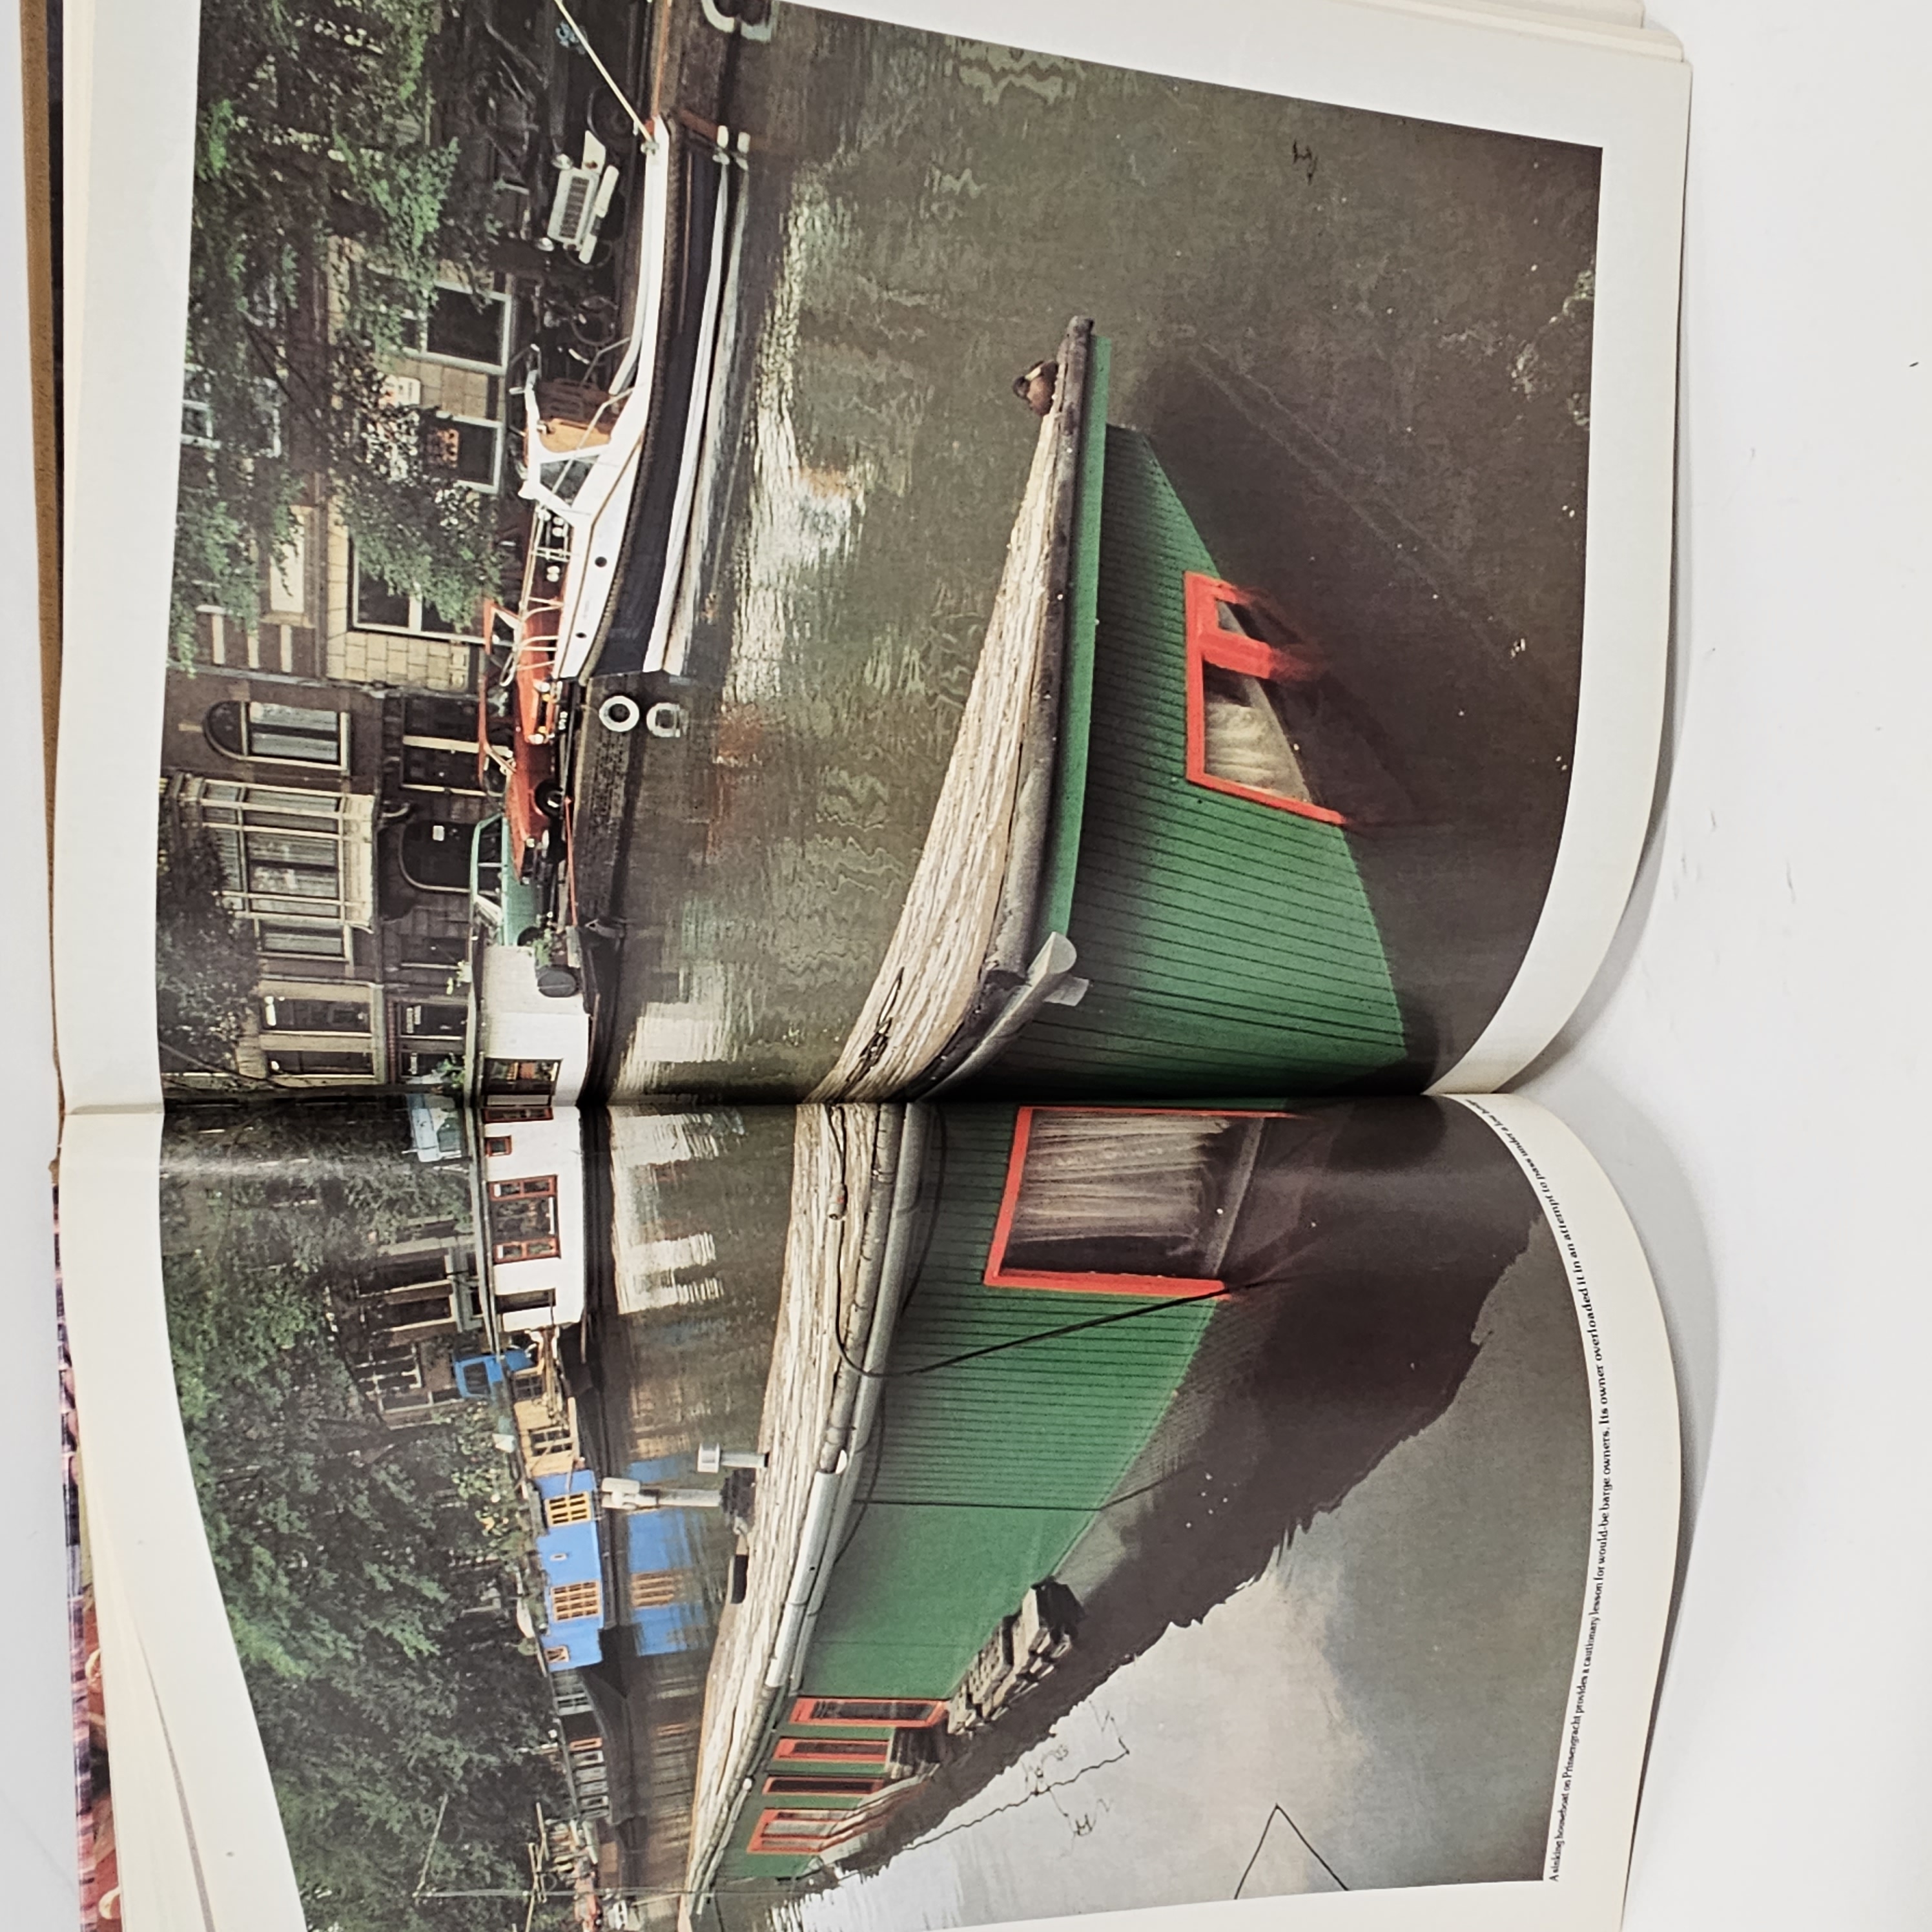 A sinking houseboat on Prinsengracht provides a cautionary lesson for would-be barge owners. Its owner overloaded it in an attempt to pass under a low bridge.